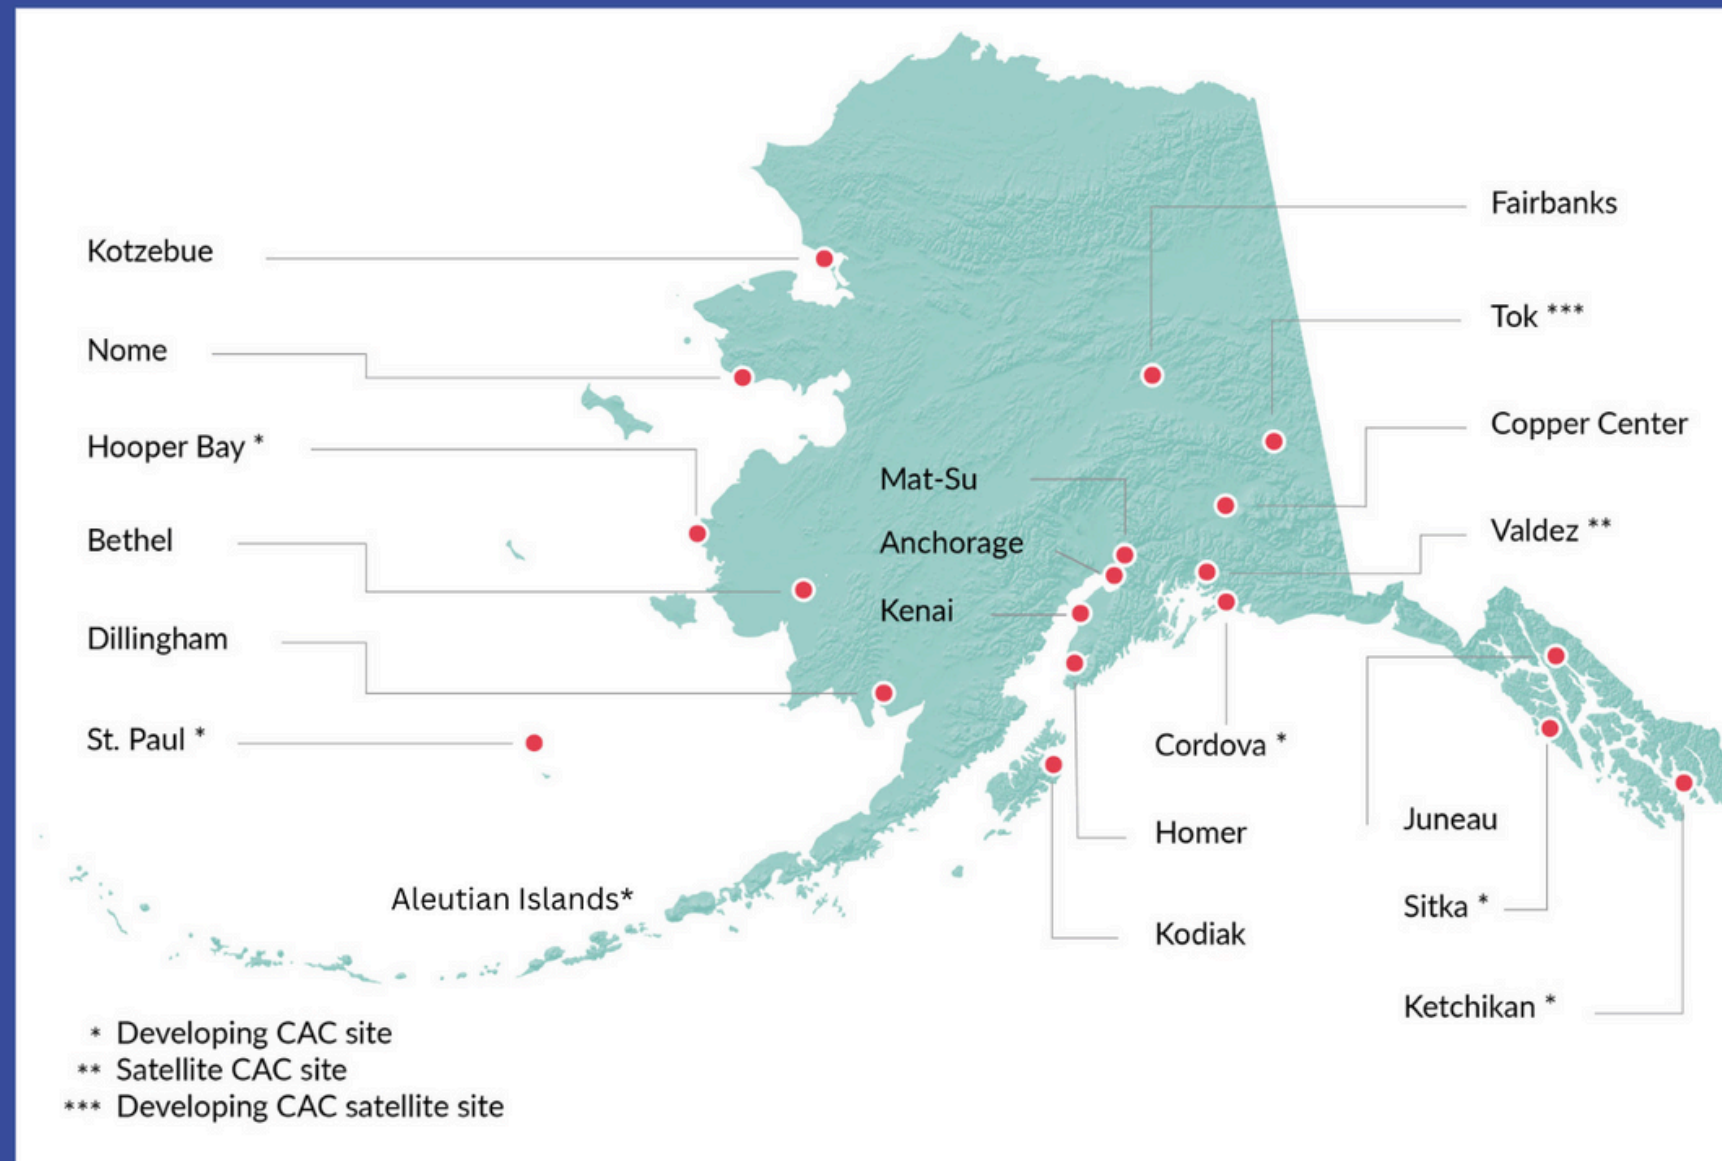 Kotzebue
Nome
Hooper Bay *
Bethel
Dillingham
St. Paul *
Aleutian Islands*
Mat-Su
Anchorage
Kenai
Fairbanks
Tok ***
Copper Center
Valdez **
Cordova *
Homer
Kodiak
Juneau
Sitka *
Ketchikan *
* Developing CAC site
** Satellite CAC site
*** Developing CAC satellite site